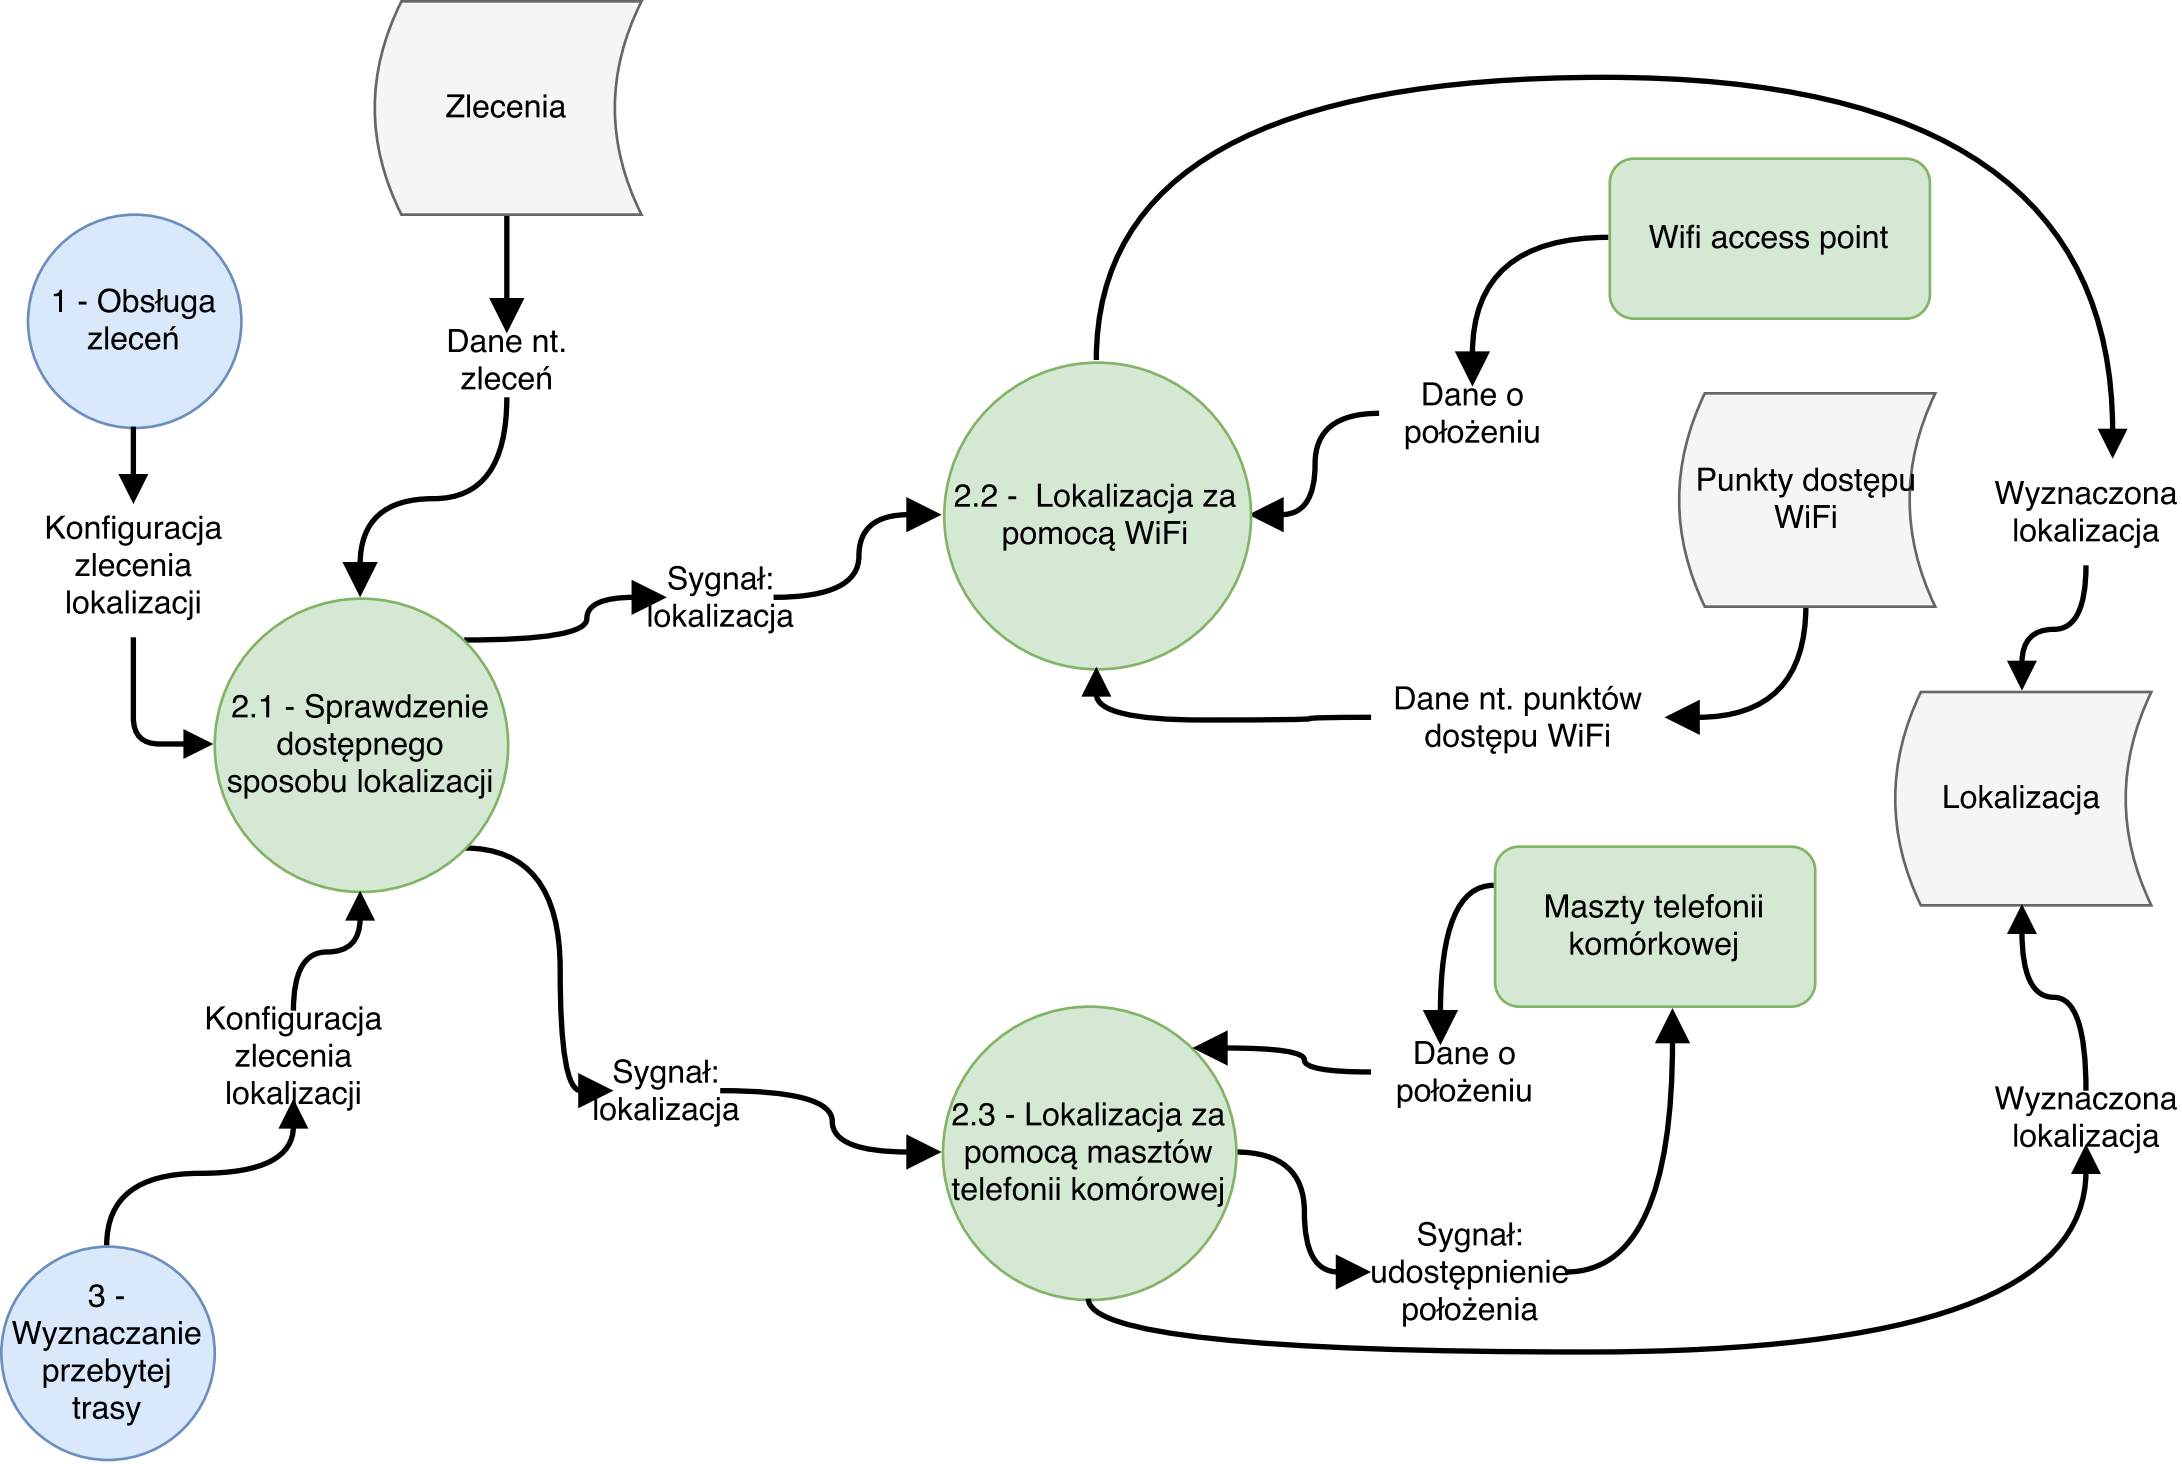 Zlecenia
1 - Obsługa
zleceń
Dane nt.
zleceń
Konfiguracja
zlecenia
lokalizacji
Wifi access point
Dane o
położeniu
2.2 -  Lokalizacja za
pomocą WiFi
Punkty dostępu
WiFi
Wyznaczona
lokalizacja
Sygnał:
lokalizacja
2.1 - Sprawdzenie
dostępnego
sposobu lokalizacji
Dane nt. punktów
dostępu WiFi
Lokalizacja
Maszty telefonii
komórkowej
Konfiguracja
zlecenia
lokalizacji
Sygnał:
lokalizacja
Dane o
położeniu
2.3 - Lokalizacja za
pomocą masztów
telefonii komórowej
Wyznaczona
lokalizacja
Sygnał:
udostępnienie
położenia
3 -
Wyznaczanie
przebytej
trasy